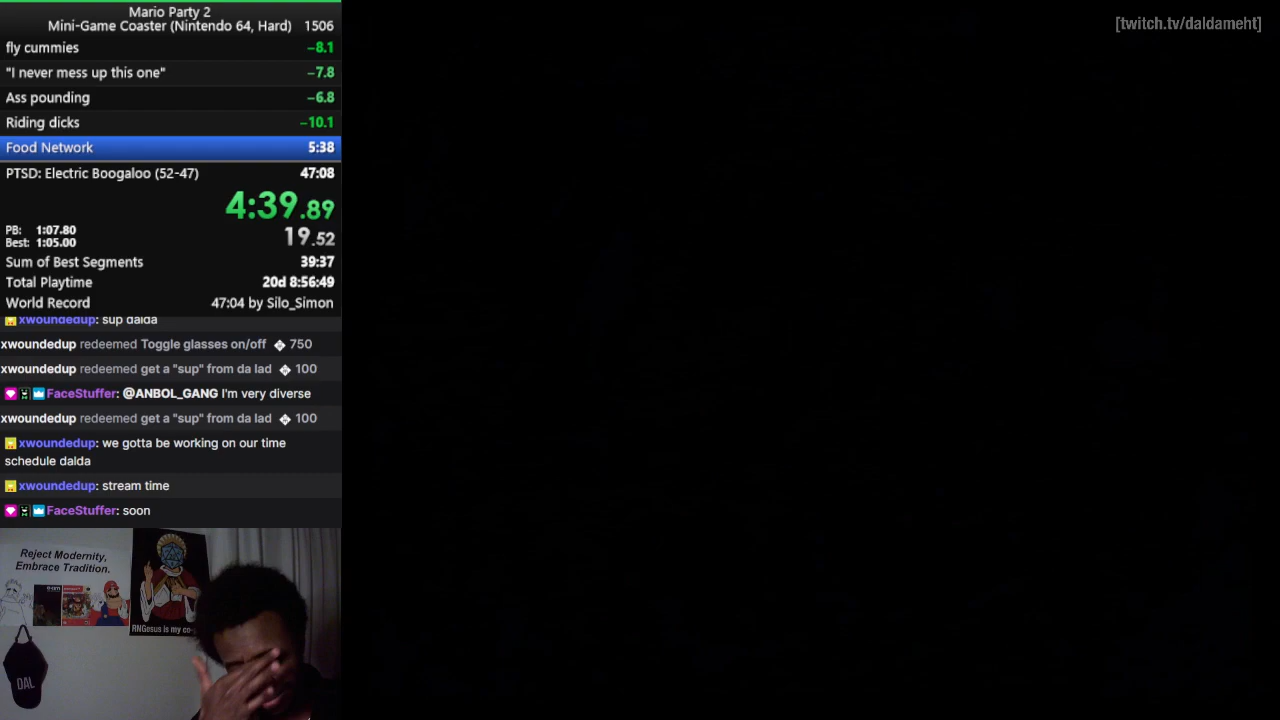 Mario Party 2
Mini-Game Coaster (Nintendo 64, Hard) 1506
fly cummies -8.1
"I never mess up this one" -7.8
Ass pounding -6.8
Riding dicks -10.1
Food Network 5:38
PTSD: Electric Boogaloo (52-47) 47:08
4:39.89
PB: 1:07.80
Best: 1:05.00
19.52
Sum of Best Segments 39:37
Total Playtime 20d 8:56:49
World Record 47:04 by Silo_Simon
xwoundedup: sup dalda
xwoundedup redeemed Toggle glasses on/off 750
xwoundedup redeemed get a "sup" from da lad 100
FaceStuffer: @ANBOL_GANG I'm very diverse
xwoundedup redeemed get a "sup" from da lad 100
xwoundedup: we gotta be working on our time
schedule dalda
xwoundedup: stream time
FaceStuffer: soon
Reject Modernity,
Embrace Tradition.
RNGesus is my co-
DAL
[twitch.tv/daldameht]